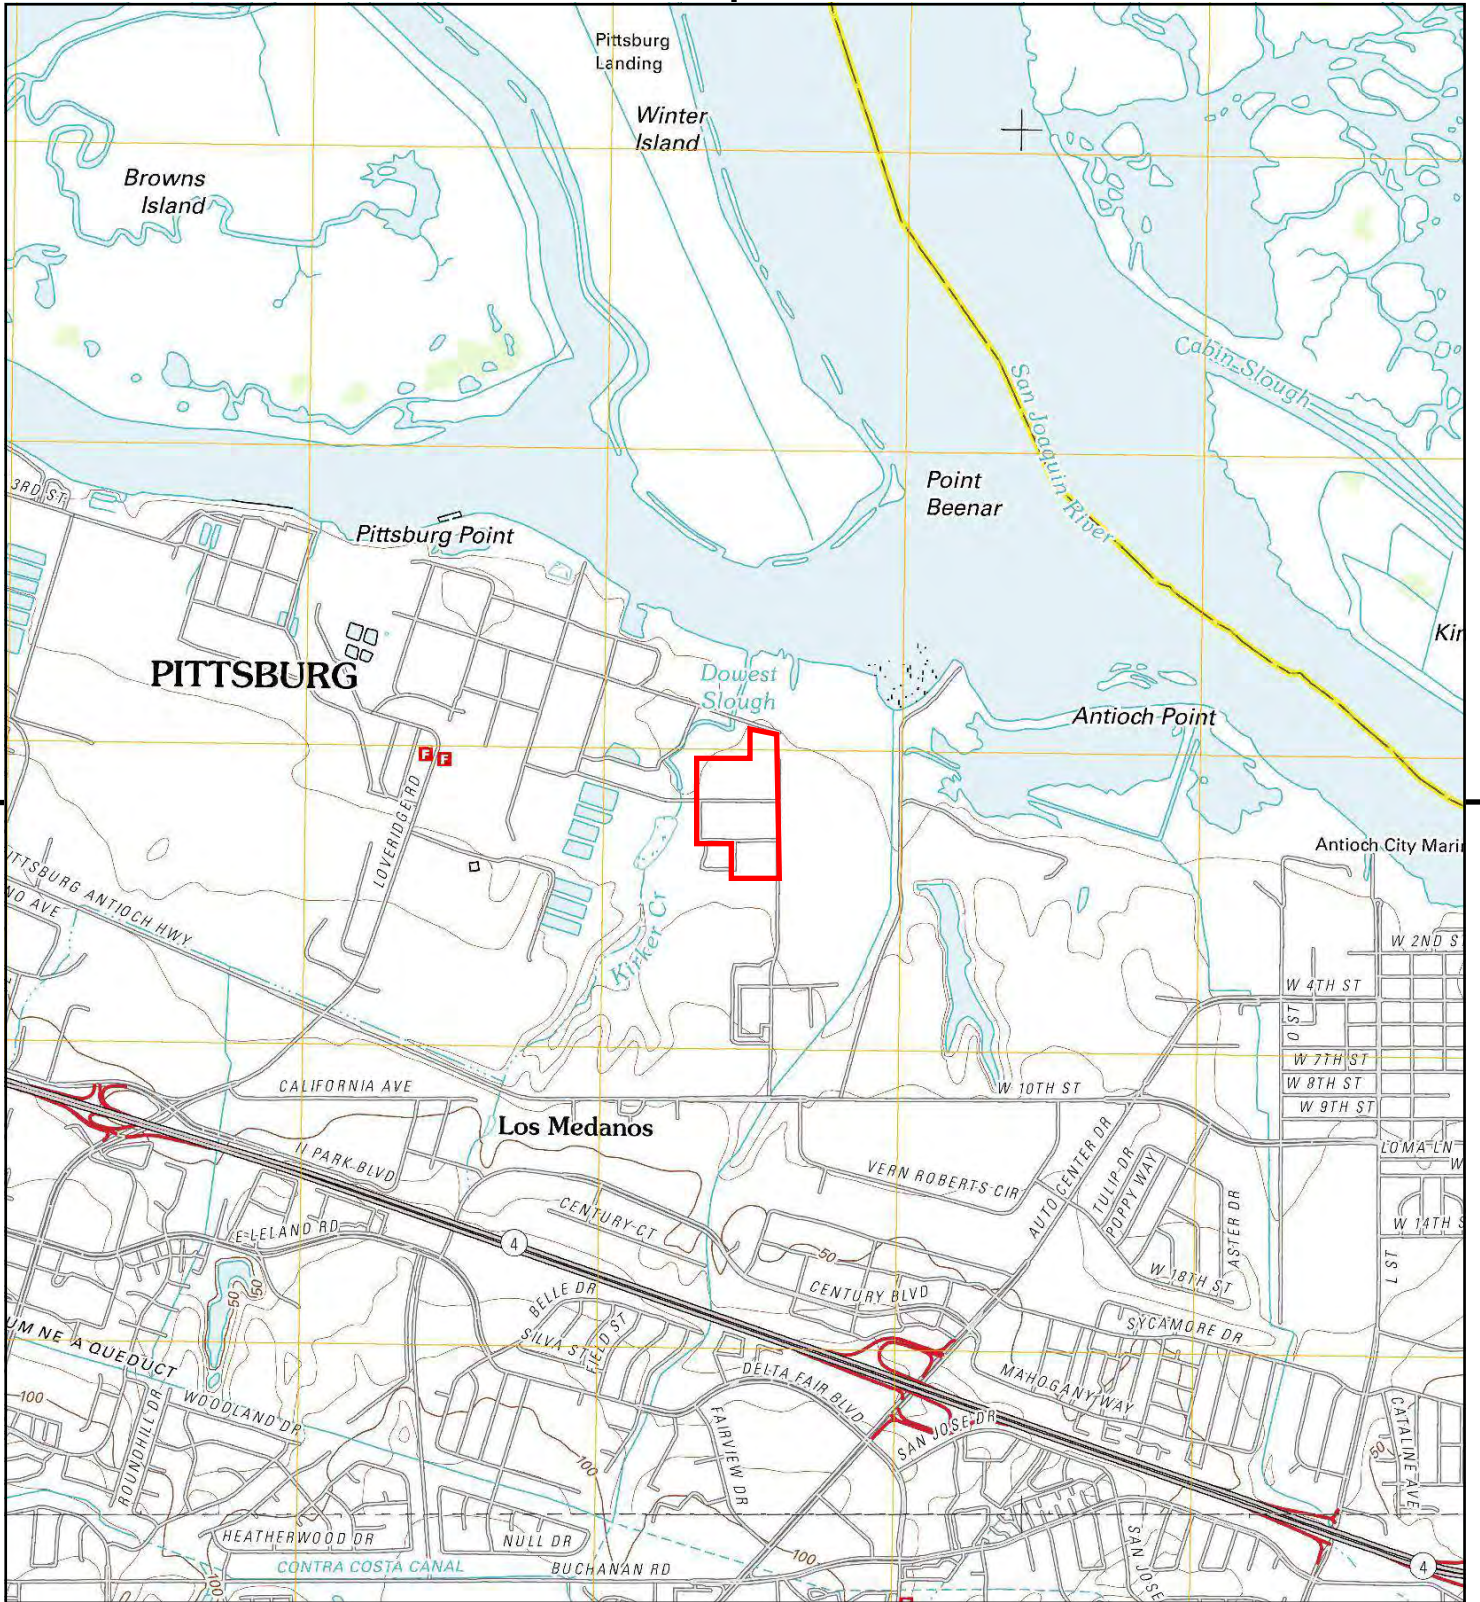 Pittsburg
Landing
Winter
Island
Browns
Island
Cabin Slough
San Joaquin River
Point
Beenar
3RD ST
Pittsburg Point
PITTSBURG
Dowest
Slough
Antioch Point
F
F
LOVERIDGE RD
PITTSBURG ANTIOCH HWY
Kirker Cr
W 2ND
W 4TH ST
O ST
W 7TH ST
W 8TH ST
W 9TH ST
W 10TH ST
CALIFORNIA AVE
Los Medanos
LOMA LN
W
N PARK BLVD
VERN ROBERTS CIR
AUTO CENTER DR
TULIP DR
POPPY WAY
ASTER DR
W 14TH S
L ST
CENTURY CT
E LELAND RD
4
50
50
50
W 18TH ST
BELLE DR
CENTURY BLVD
SILVA ST
FIELD ST
SYCAMORE DR
DELTA FAIR BLVD
MAHOGANY WAY
100
WOODLAND DR
ROUNDHILL DR
FAIRVIEW DR
SAN JOSE DR
CATALINE AVE
50
100
HEATHERWOOD DR
NULL DR
SAN JOSE
CONTRA COSTA CANAL
BUCHANAN RD
100
100
4